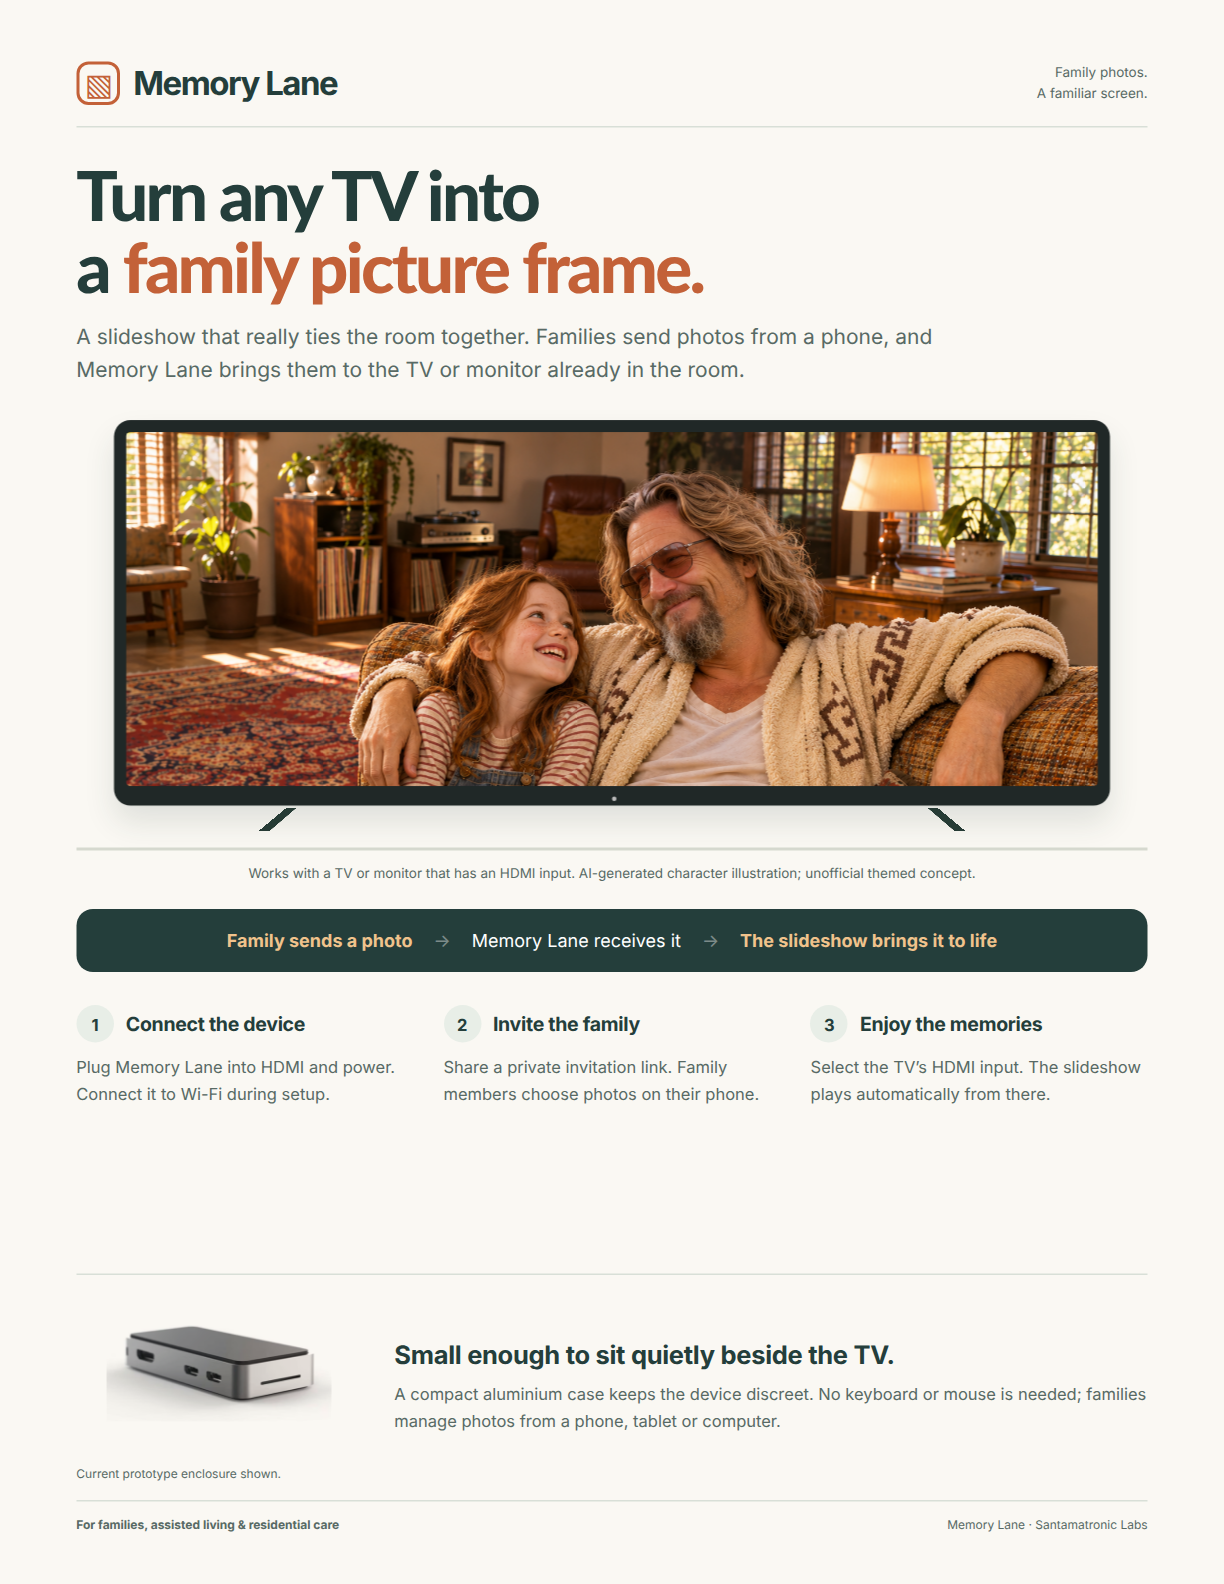 Memory Lane
Family photos.
A familiar screen.
Turn any TV into
a family picture frame.
A slideshow that really ties the room together. Families send photos from a phone, and
Memory Lane brings them to the TV or monitor already in the room.
Works with a TV or monitor that has an HDMI input. AI-generated character illustration; unofficial themed concept.
Family sends a photo → Memory Lane receives it → The slideshow brings it to life
1 Connect the device
Plug Memory Lane into HDMI and power.
Connect it to Wi-Fi during setup.
2 Invite the family
Share a private invitation link. Family
members choose photos on their phone.
3 Enjoy the memories
Select the TV’s HDMI input. The slideshow
plays automatically from there.
Small enough to sit quietly beside the TV.
A compact aluminium case keeps the device discreet. No keyboard or mouse is needed; families
manage photos from a phone, tablet or computer.
Current prototype enclosure shown.
For families, assisted living & residential care
Memory Lane · Santamatronic Labs